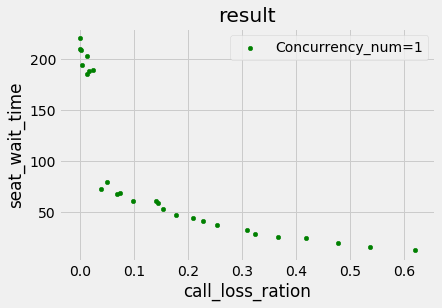 result
Concurrency_num=1
seat_wait_time
200
150
100
50
0.0 0.1 0.2 0.3 0.4 0.5 0.6
call_loss_ration